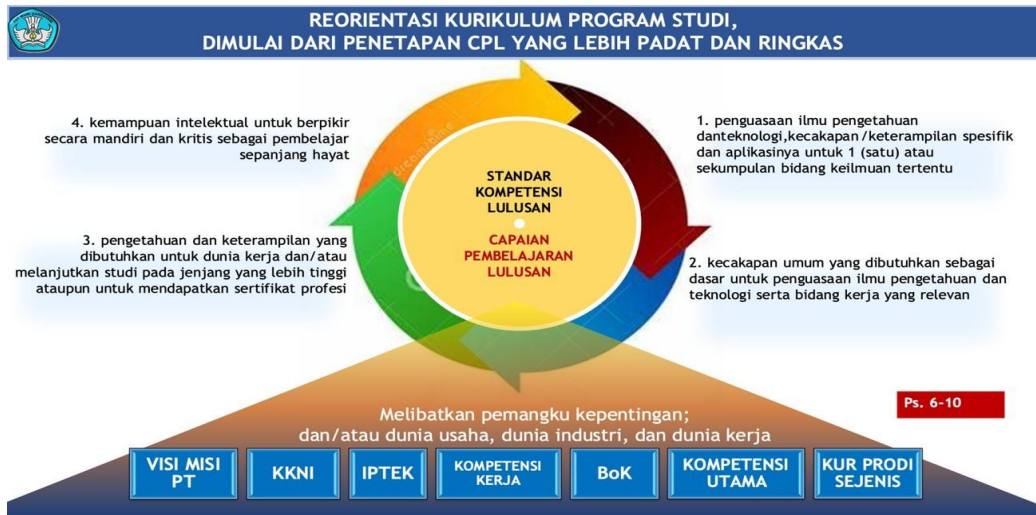 REORIENTASI KURIKULUM PROGRAM STUDI,
DIMULAI DARI PENETAPAN CPL YANG LEBIH PADAT DAN RINGKAS
4. kemampuan intelektual untuk berpikir
secara mandiri dan kritis sebagai pembelajar
sepanjang hayat
1. penguasaan ilmu pengetahuan
danteknologi,kecakapan/keterampilan spesifik
dan aplikasinya untuk 1 (satu) atau
sekumpulan bidang keilmuan tertentu
STANDAR
KOMPETENSI
LULUSAN
CAPAIAN
PEMBELAJARAN
LULUSAN
3. pengetahuan dan keterampilan yang
dibutuhkan untuk dunia kerja dan/atau
melanjutkan studi pada jenjang yang lebih tinggi
ataupun untuk mendapatkan sertifikat profesi
2. kecakapan umum yang dibutuhkan sebagai
dasar untuk penguasaan ilmu pengetahuan dan
teknologi serta bidang kerja yang relevan
Ps. 6-10
Melibatkan pemangku kepentingan;
dan/atau dunia usaha, dunia industri, dan dunia kerja
VISI MISI
PT
KKNI
IPTEK
KOMPETENSI
KERJA
BoK
KOMPETENSI
UTAMA
KUR PRODI
SEJENIS